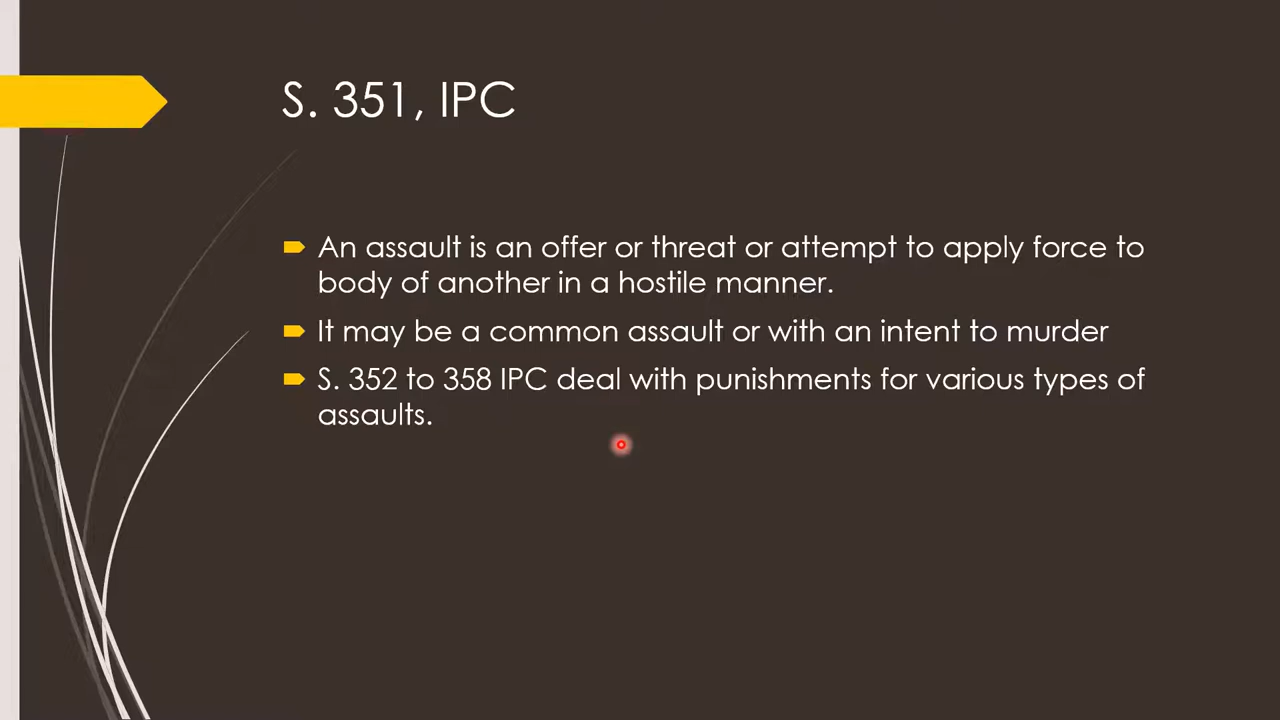 S. 351, IPC
An assault is an offer or threat or attempt to apply force to
body of another in a hostile manner.
It may be a common assault or with an intent to murder
S. 352 to 358 IPC deal with punishments for various types of
assaults.